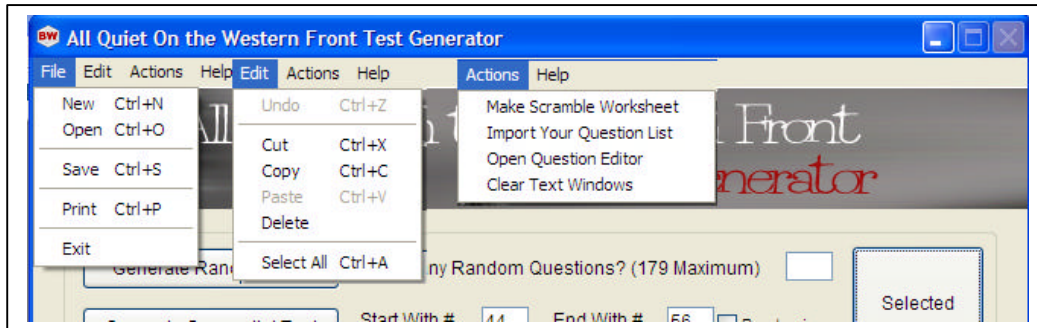 BW All Quiet On the Western Front Test Generator
File Edit Actions Help Edit Actions Help Actions Help
New Ctrl+N
Open Ctrl+O
Save Ctrl+S
Print Ctrl+P
Exit
Undo Ctrl+Z
Cut Ctrl+X
Copy Ctrl+C
Paste Ctrl+V
Delete
Select All Ctrl+A
Make Scramble Worksheet
Import Your Question List
Open Question Editor
Clear Text Windows
All Front
nerator
Generate Ran ny Random Questions? (179 Maximum)
Selected
Start With # 44 End With # 56